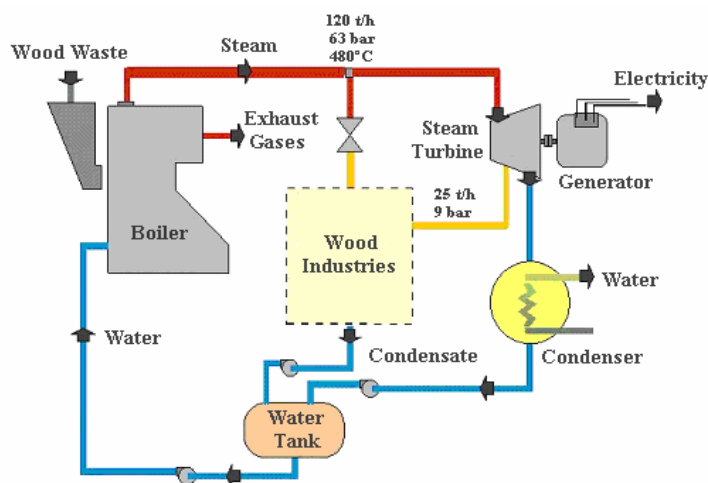 120 t/h
63 bar
480°C
Steam
Wood Waste
Electricity
Exhaust
Gases
Steam
Turbine
Generator
25 t/h
9 bar
Boiler
Wood
Industries
Water
Water
Condensate
Condenser
Water
Tank